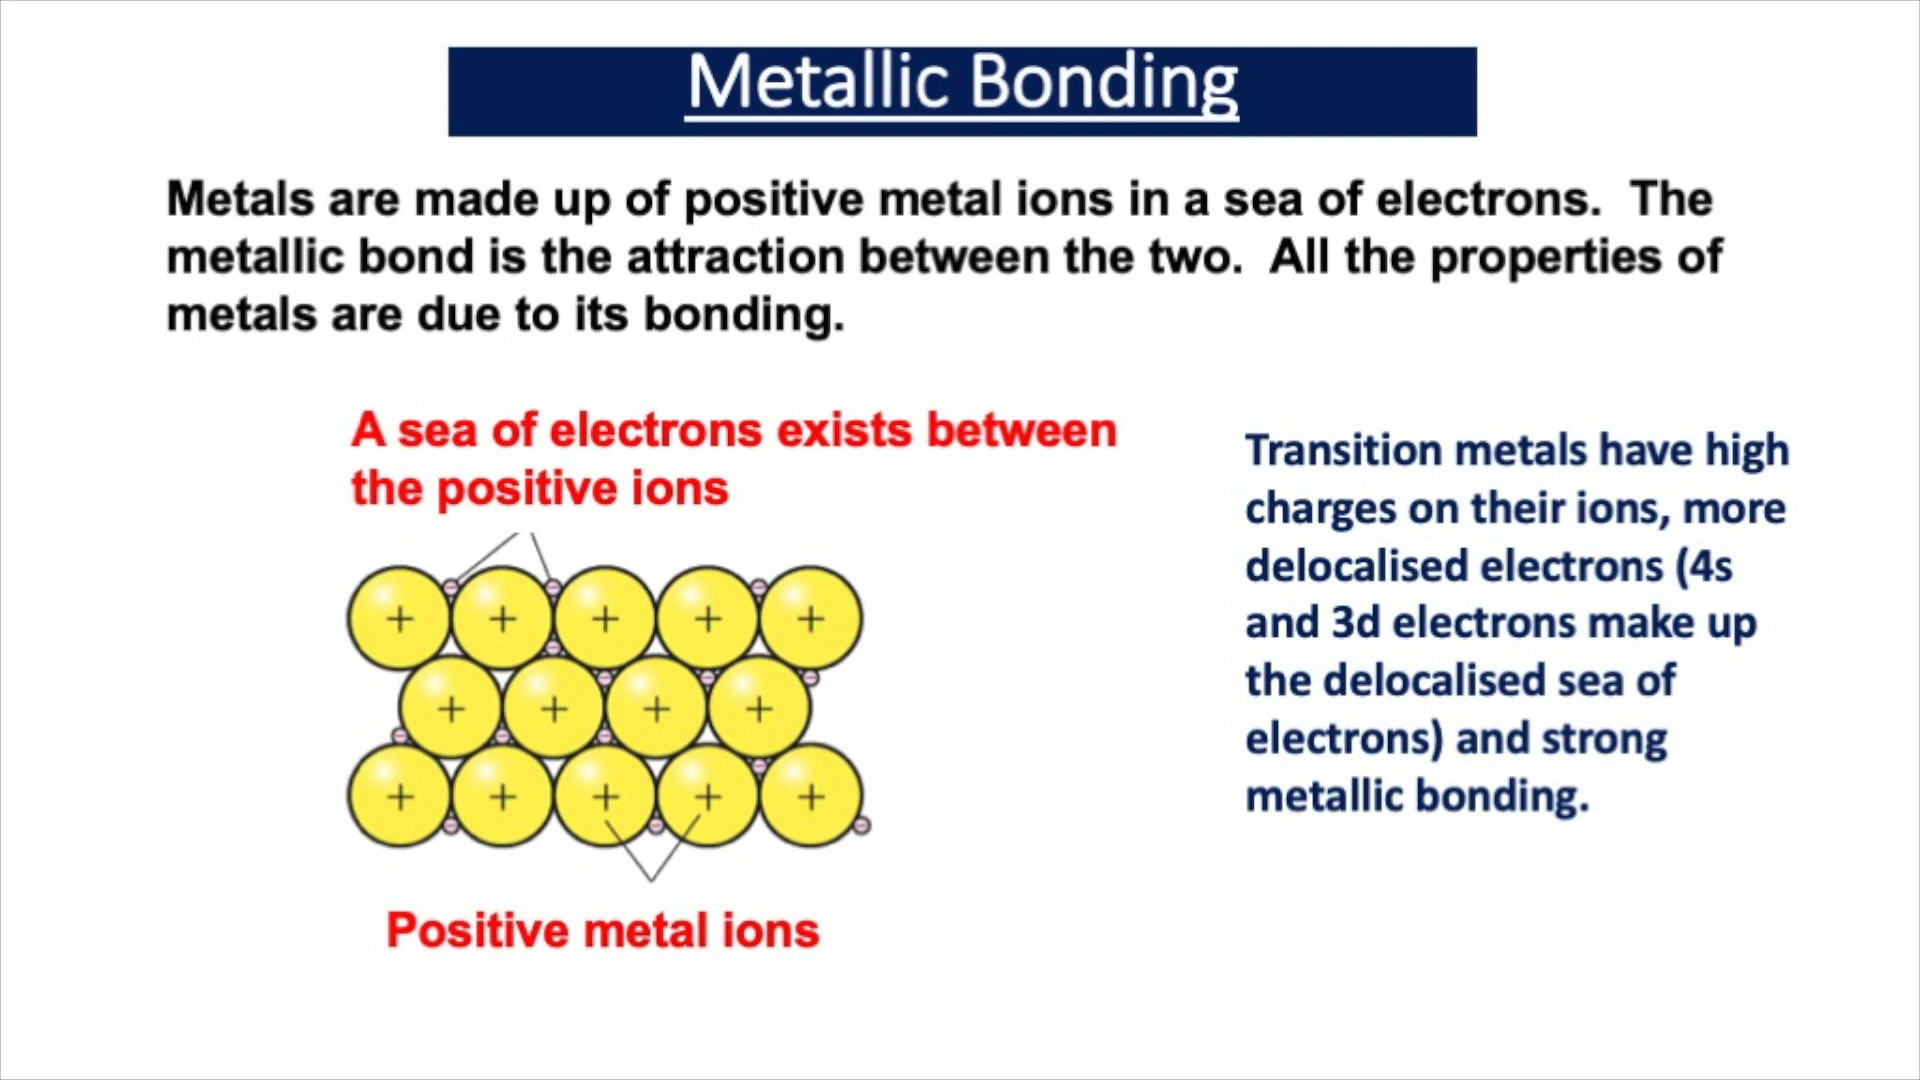 Metallic Bonding
Metals are made up of positive metal ions in a sea of electrons.  The
metallic bond is the attraction between the two.  All the properties of
metals are due to its bonding.
A sea of electrons exists between
the positive ions
Transition metals have high
charges on their ions, more
delocalised electrons (4s
and 3d electrons make up
the delocalised sea of
electrons) and strong
metallic bonding.
+ + + + +
+ + + +
+ + + + +
Positive metal ions